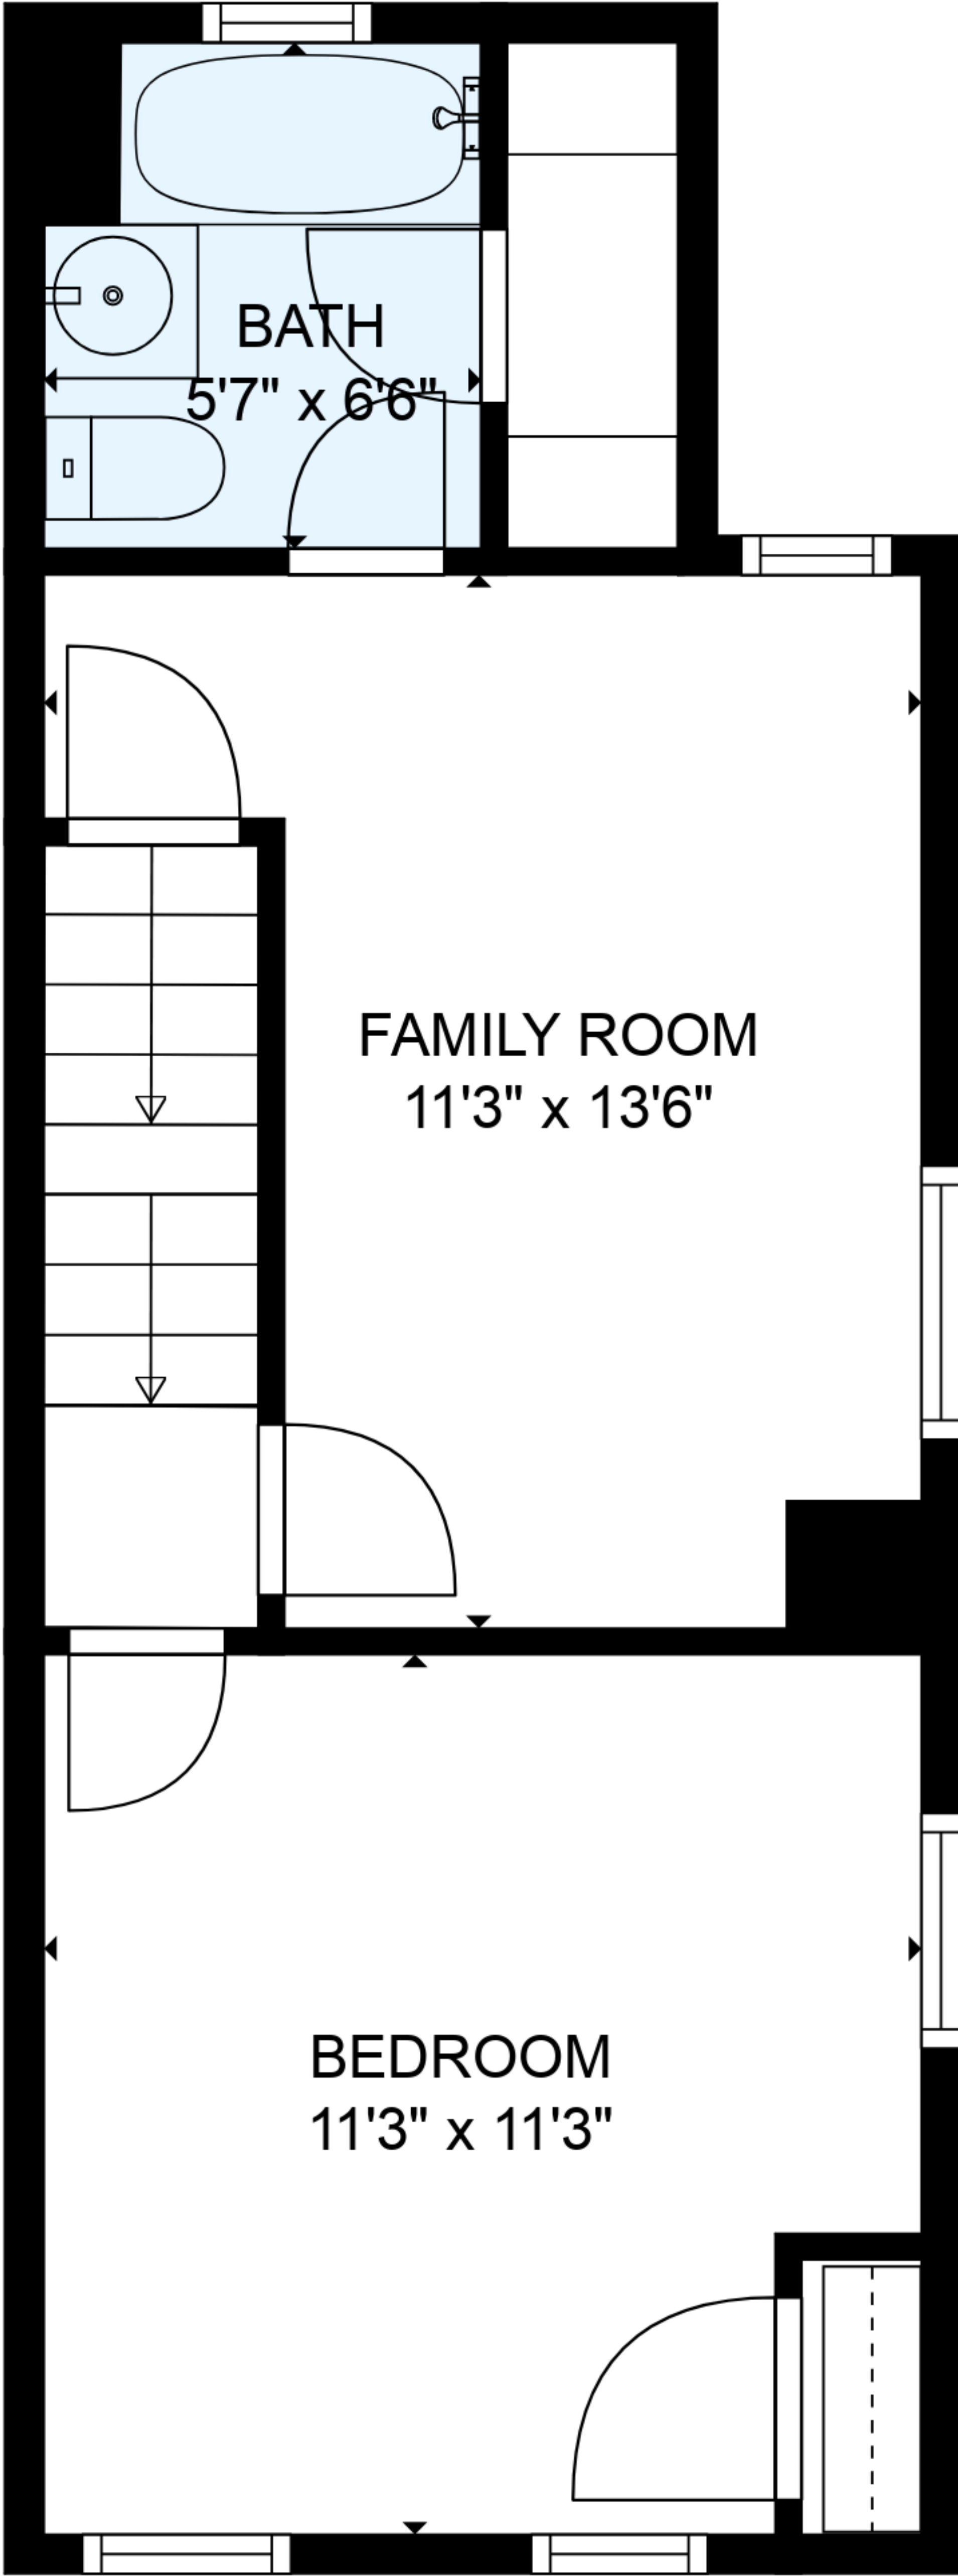 BATH
5'7" x 6'6"
FAMILY ROOM
11'3" x 13'6"
BEDROOM
11'3" x 11'3"